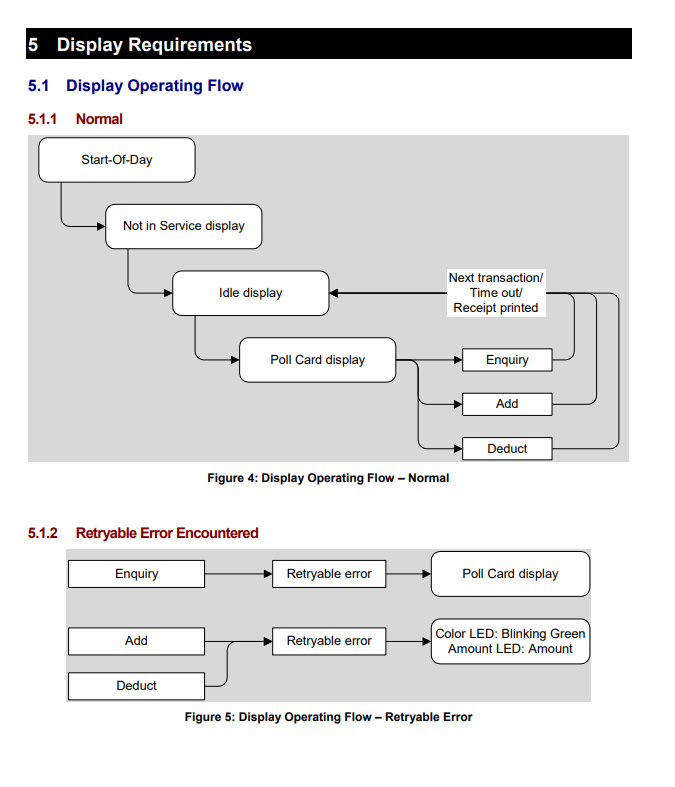 5 Display Requirements
5.1 Display Operating Flow
5.1.1 Normal
Start-Of-Day
Not in Service display
Idle display
Next transaction/
Time out/
Receipt printed
Poll Card display
Enquiry
Add
Deduct
Figure 4: Display Operating Flow – Normal
5.1.2 Retryable Error Encountered
Enquiry
Retryable error
Poll Card display
Add
Retryable error
Color LED: Blinking Green
Amount LED: Amount
Deduct
Figure 5: Display Operating Flow – Retryable Error